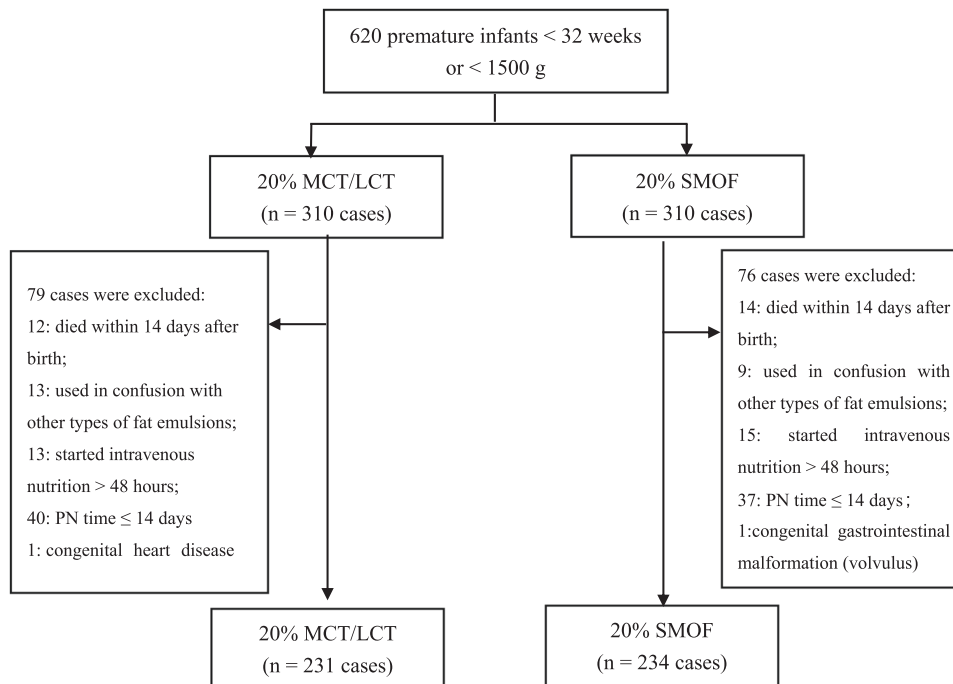 620 premature infants < 32 weeks
or < 1500 g
20% MCT/LCT
(n = 310 cases)
20% SMOF
(n = 310 cases)
79 cases were excluded:
12: died within 14 days after
birth;
13: used in confusion with
other types of fat emulsions;
13: started intravenous
nutrition > 48 hours;
40: PN time ≤ 14 days
1: congenital heart disease
76 cases were excluded:
14: died within 14 days after
birth;
9: used in confusion with
other types of fat emulsions;
15: started intravenous
nutrition > 48 hours;
37: PN time ≤ 14 days;
1:congenital gastrointestinal
malformation (volvulus)
20% MCT/LCT
(n = 231 cases)
20% SMOF
(n = 234 cases)